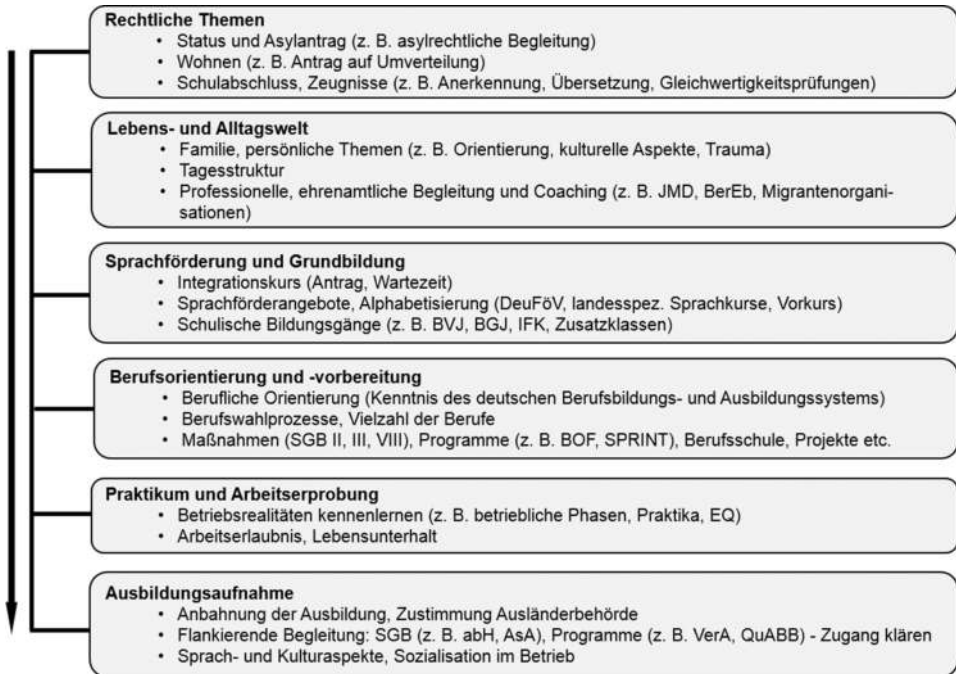 Rechtliche Themen
• Status und Asylantrag (z. B. asylrechtliche Begleitung)
• Wohnen (z. B. Antrag auf Umverteilung)
• Schulabschluss, Zeugnisse (z. B. Anerkennung, Übersetzung, Gleichwertigkeitsprüfungen)
Lebens- und Alltagswelt
• Familie, persönliche Themen (z. B. Orientierung, kulturelle Aspekte, Trauma)
• Tagesstruktur
• Professionelle, ehrenamtliche Begleitung und Coaching (z. B. JMD, BerEb, Migrantenorgani-
sationen)
Sprachförderung und Grundbildung
• Integrationskurs (Antrag, Wartezeit)
• Sprachförderangebote, Alphabetisierung (DeuFöV, landesspez. Sprachkurse, Vorkurs)
• Schulische Bildungsgänge (z. B. BVJ, BGJ, IFK, Zusatzklassen)
Berufsorientierung und -vorbereitung
• Berufliche Orientierung (Kenntnis des deutschen Berufsbildungs- und Ausbildungssystems)
• Berufswahlprozesse, Vielzahl der Berufe
• Maßnahmen (SGB II, III, VIII), Programme (z. B. BOF, SPRINT), Berufsschule, Projekte etc.
Praktikum und Arbeitserprobung
• Betriebsrealitäten kennenlernen (z. B. betriebliche Phasen, Praktika, EQ)
• Arbeitserlaubnis, Lebensunterhalt
Ausbildungsaufnahme
• Anbahnung der Ausbildung, Zustimmung Ausländerbehörde
• Flankierende Begleitung: SGB (z. B. abH, AsA), Programme (z. B. VerA, QuABB) - Zugang klären
• Sprach- und Kulturaspekte, Sozialisation im Betrieb